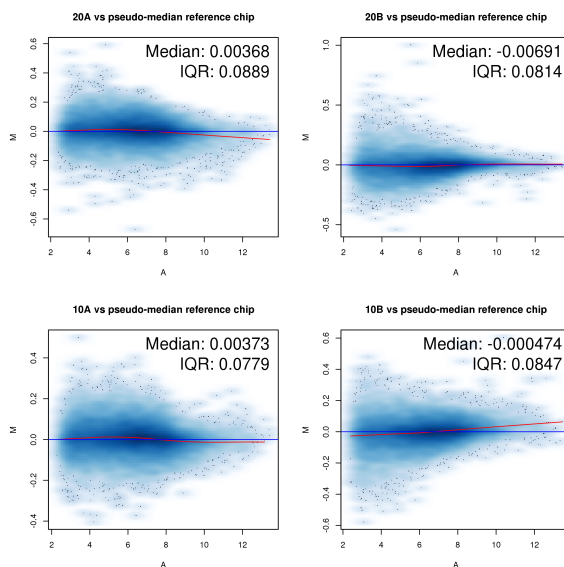 20A vs pseudo-median reference chip
Median: 0.00368
IQR: 0.0889
M
0.6
0.4
0.2
0.0
-0.2
-0.4
-0.6
2 4 6 8 10 12
A
20B vs pseudo-median reference chip
Median: -0.00691
IQR: 0.0814
M
1.0
0.5
0.0
-0.5
2 4 6 8 10 12
A
10A vs pseudo-median reference chip
Median: 0.00373
IQR: 0.0779
M
0.4
0.2
0.0
-0.2
-0.4
2 4 6 8 10 12
A
10B vs pseudo-median reference chip
Median: -0.000474
IQR: 0.0847
M
0.6
0.4
0.2
0.0
-0.2
-0.4
-0.6
2 4 6 8 10 12
A